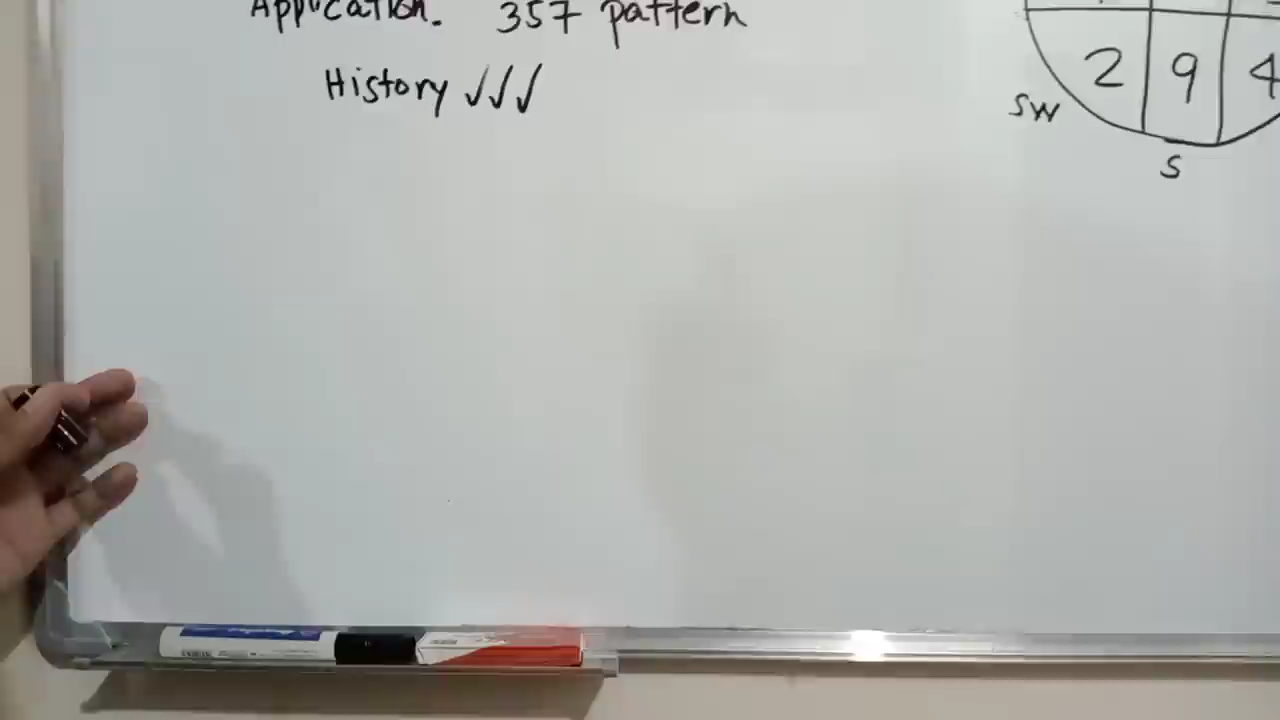 Application. 357 pattern
History ✓✓✓
2 9 4
SW
S